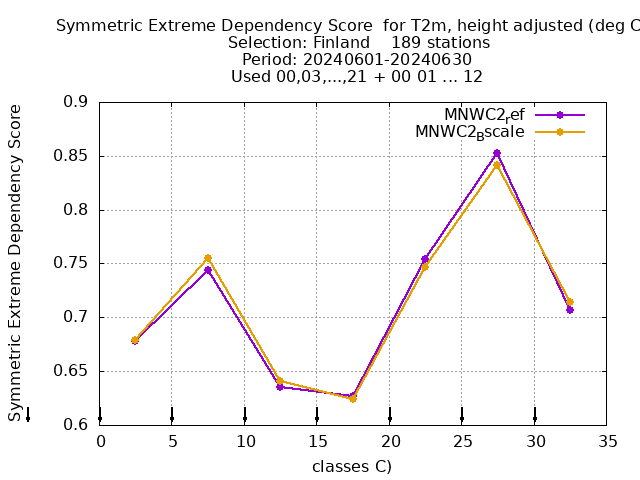 Symmetric Extreme Dependency Score for T2m, height adjusted (deg C
Selection: Finland 189 stations
Period: 20240601-20240630
Used 00,03,...,21 + 00 01 ... 12
Symmetric Extreme Dependency Score
MNWC2ref
MNWC2Bscale
0.9
0.85
0.8
0.75
0.7
0.65
0.6
0 5 10 15 20 25 30 35
classes C)